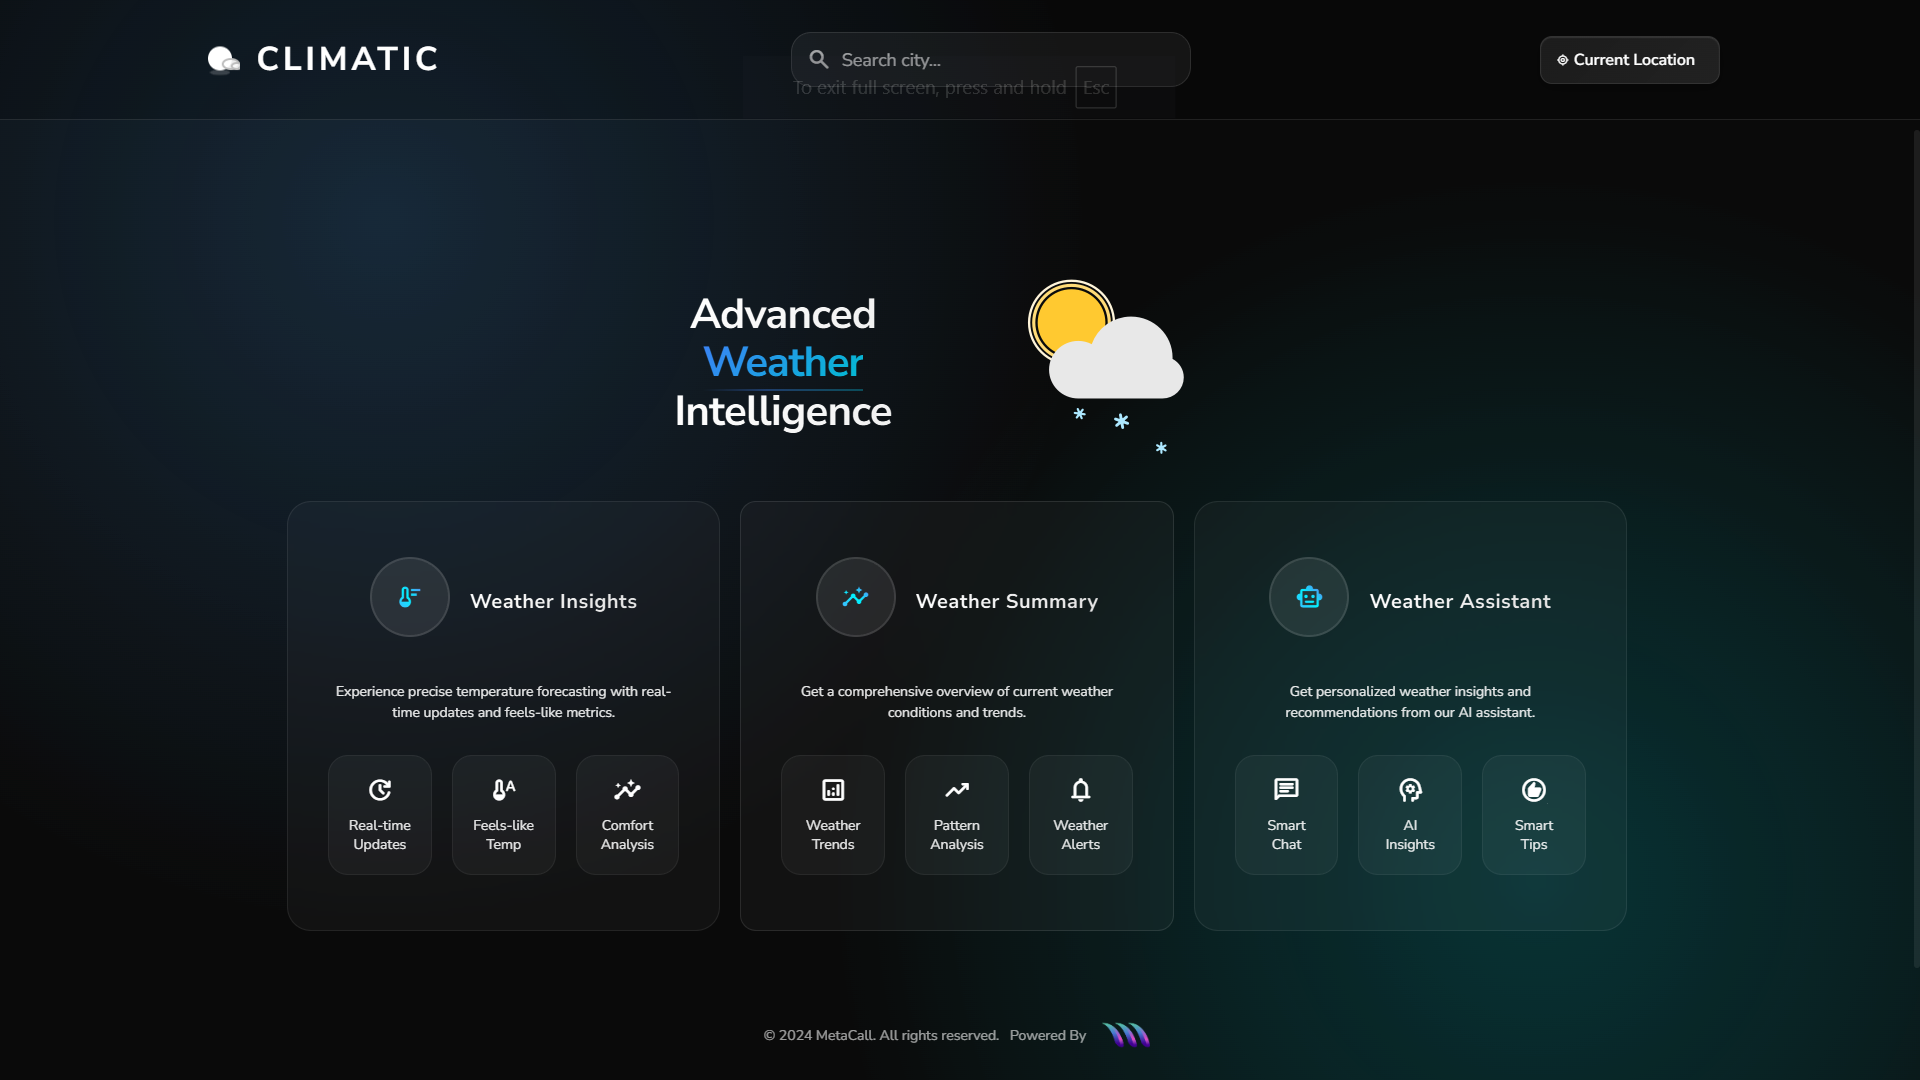 CLIMATIC
Search city...
Current Location
To exit full screen, press and hold Esc
Advanced
Weather
Intelligence
Weather Insights
Experience precise temperature forecasting with real-
time updates and feels-like metrics.
Real-time
Updates
Feels-like
Temp
Comfort
Analysis
Weather Summary
Get a comprehensive overview of current weather
conditions and trends.
Weather
Trends
Pattern
Analysis
Weather
Alerts
Weather Assistant
Get personalized weather insights and
recommendations from our AI assistant.
Smart
Chat
AI
Insights
Smart
Tips
© 2024 MetaCall. All rights reserved. Powered By